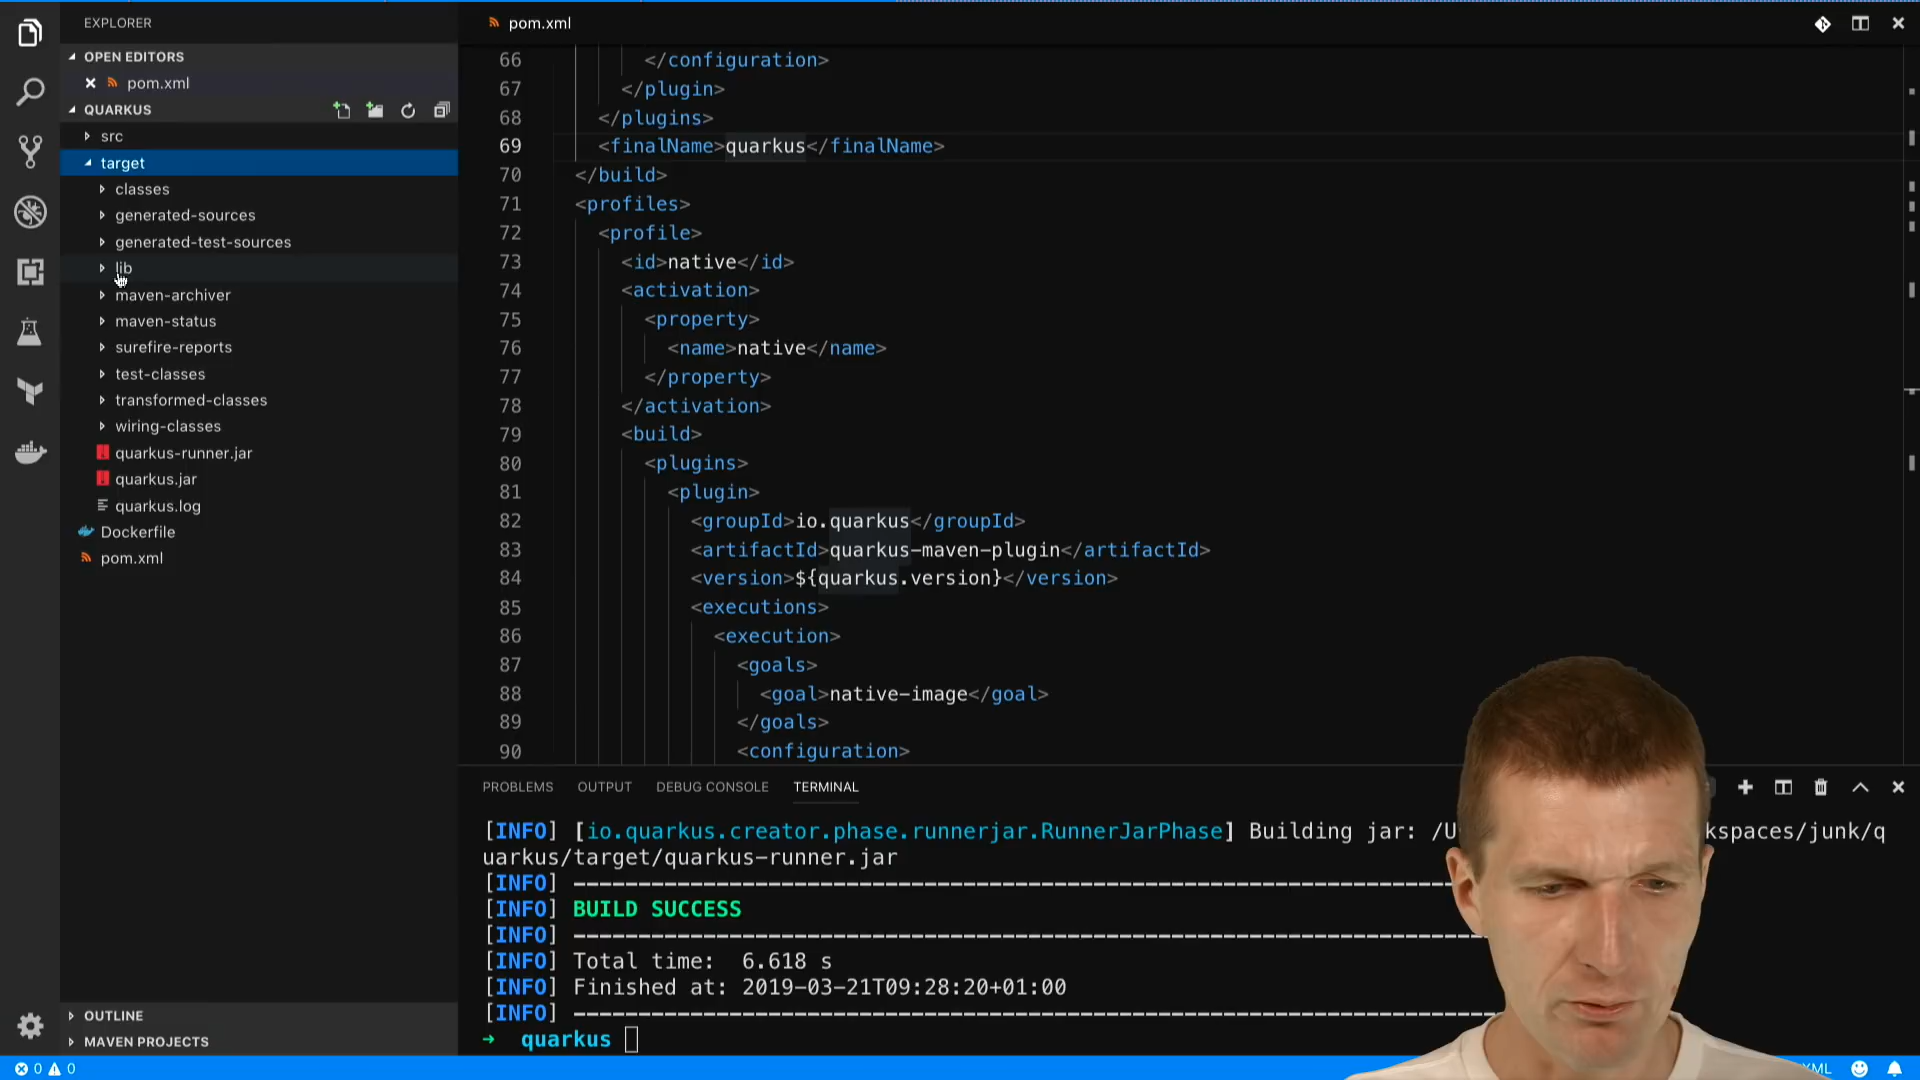 EXPLORER
OPEN EDITORS
pom.xml
QUARKUS
src
target
classes
generated-sources
generated-test-sources
lib
maven-archiver
maven-status
surefire-reports
test-classes
transformed-classes
wiring-classes
quarkus-runner.jar
quarkus.jar
quarkus.log
Dockerfile
pom.xml
OUTLINE
MAVEN PROJECTS
pom.xml
66 </configuration>
67 </plugin>
68 </plugins>
69 <finalName>quarkus</finalName>
70 </build>
71 <profiles>
72 <profile>
73 <id>native</id>
74 <activation>
75 <property>
76 <name>native</name>
77 </property>
78 </activation>
79 <build>
80 <plugins>
81 <plugin>
82 <groupId>io.quarkus</groupId>
83 <artifactId>quarkus-maven-plugin</artifactId>
84 <version>${quarkus.version}</version>
85 <executions>
86 <execution>
87 <goals>
88 <goal>native-image</goal>
89 </goals>
90 <configuration>
PROBLEMS OUTPUT DEBUG CONSOLE TERMINAL
[INFO] [io.quarkus.creator.phase.runnerjar.RunnerJarPhase] Building jar: /U kspaces/junk/q
uarkus/target/quarkus-runner.jar
[INFO] ------------------------------------------------------------------------
[INFO] BUILD SUCCESS
[INFO] ------------------------------------------------------------------------
[INFO] Total time: 6.618 s
[INFO] Finished at: 2019-03-21T09:28:20+01:00
[INFO] ------------------------------------------------------------------------
→ quarkus
0 0 XML